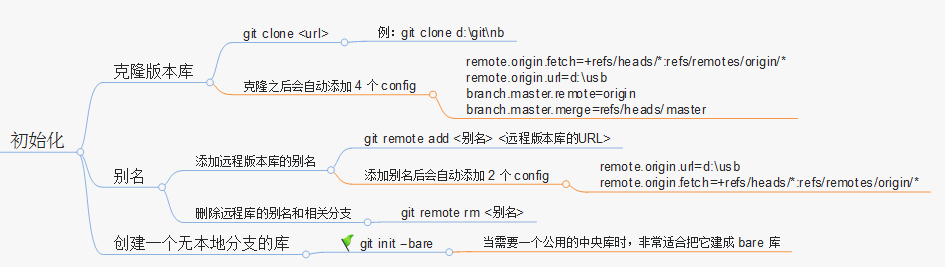 初始化
克隆版本库
git clone <url>
例：git clone d:\git\nb
克隆之后会自动添加 4 个 config
remote.origin.fetch=+refs/heads/*:refs/remotes/origin/*
remote.origin.url=d:\usb
branch.master.remote=origin
branch.master.merge=refs/heads/master
别名
添加远程版本库的别名
git remote add <别名> <远程版本库的URL>
添加别名后会自动添加 2 个 config
remote.origin.url=d:\usb
remote.origin.fetch=+refs/heads/*:refs/remotes/origin/*
删除远程库的别名和相关分支
git remote rm <别名>
创建一个无本地分支的库
git init –bare
当需要一个公用的中央库时，非常适合把它建成 bare 库